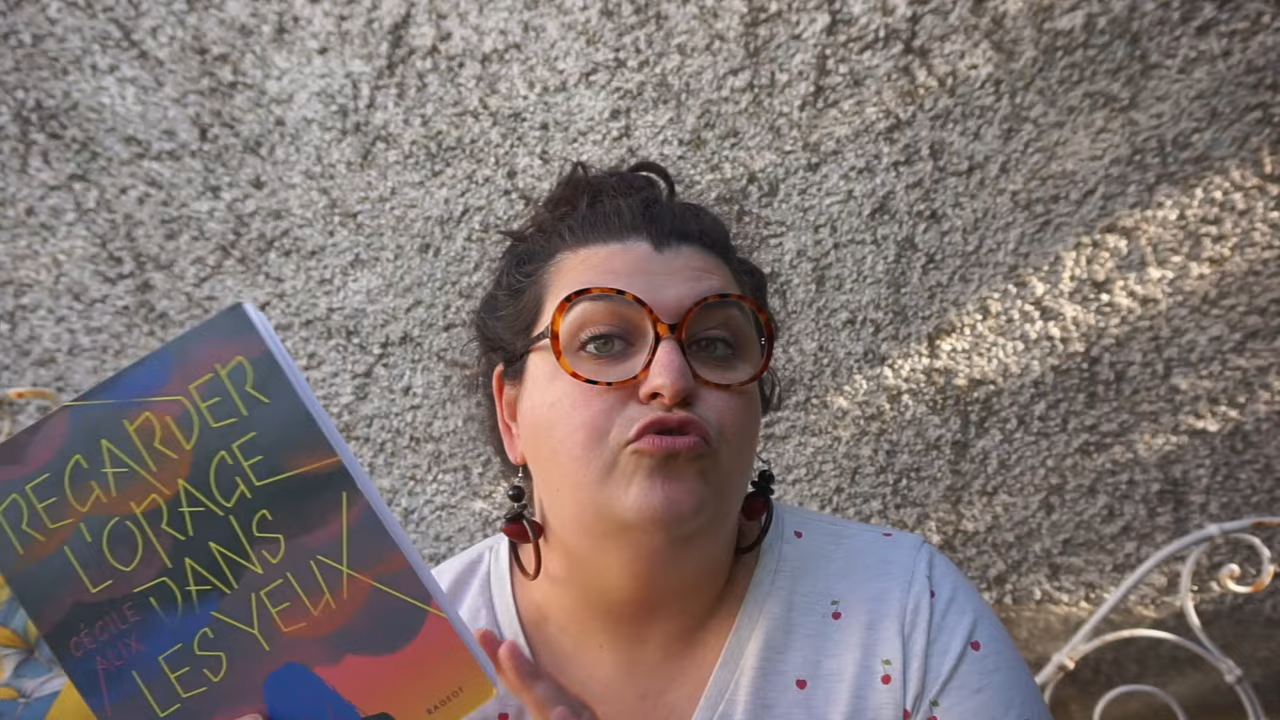 REGARDER
L'ORAGE
DANS
LES YEUX
CÉCILE
ALIX
RAGEOT